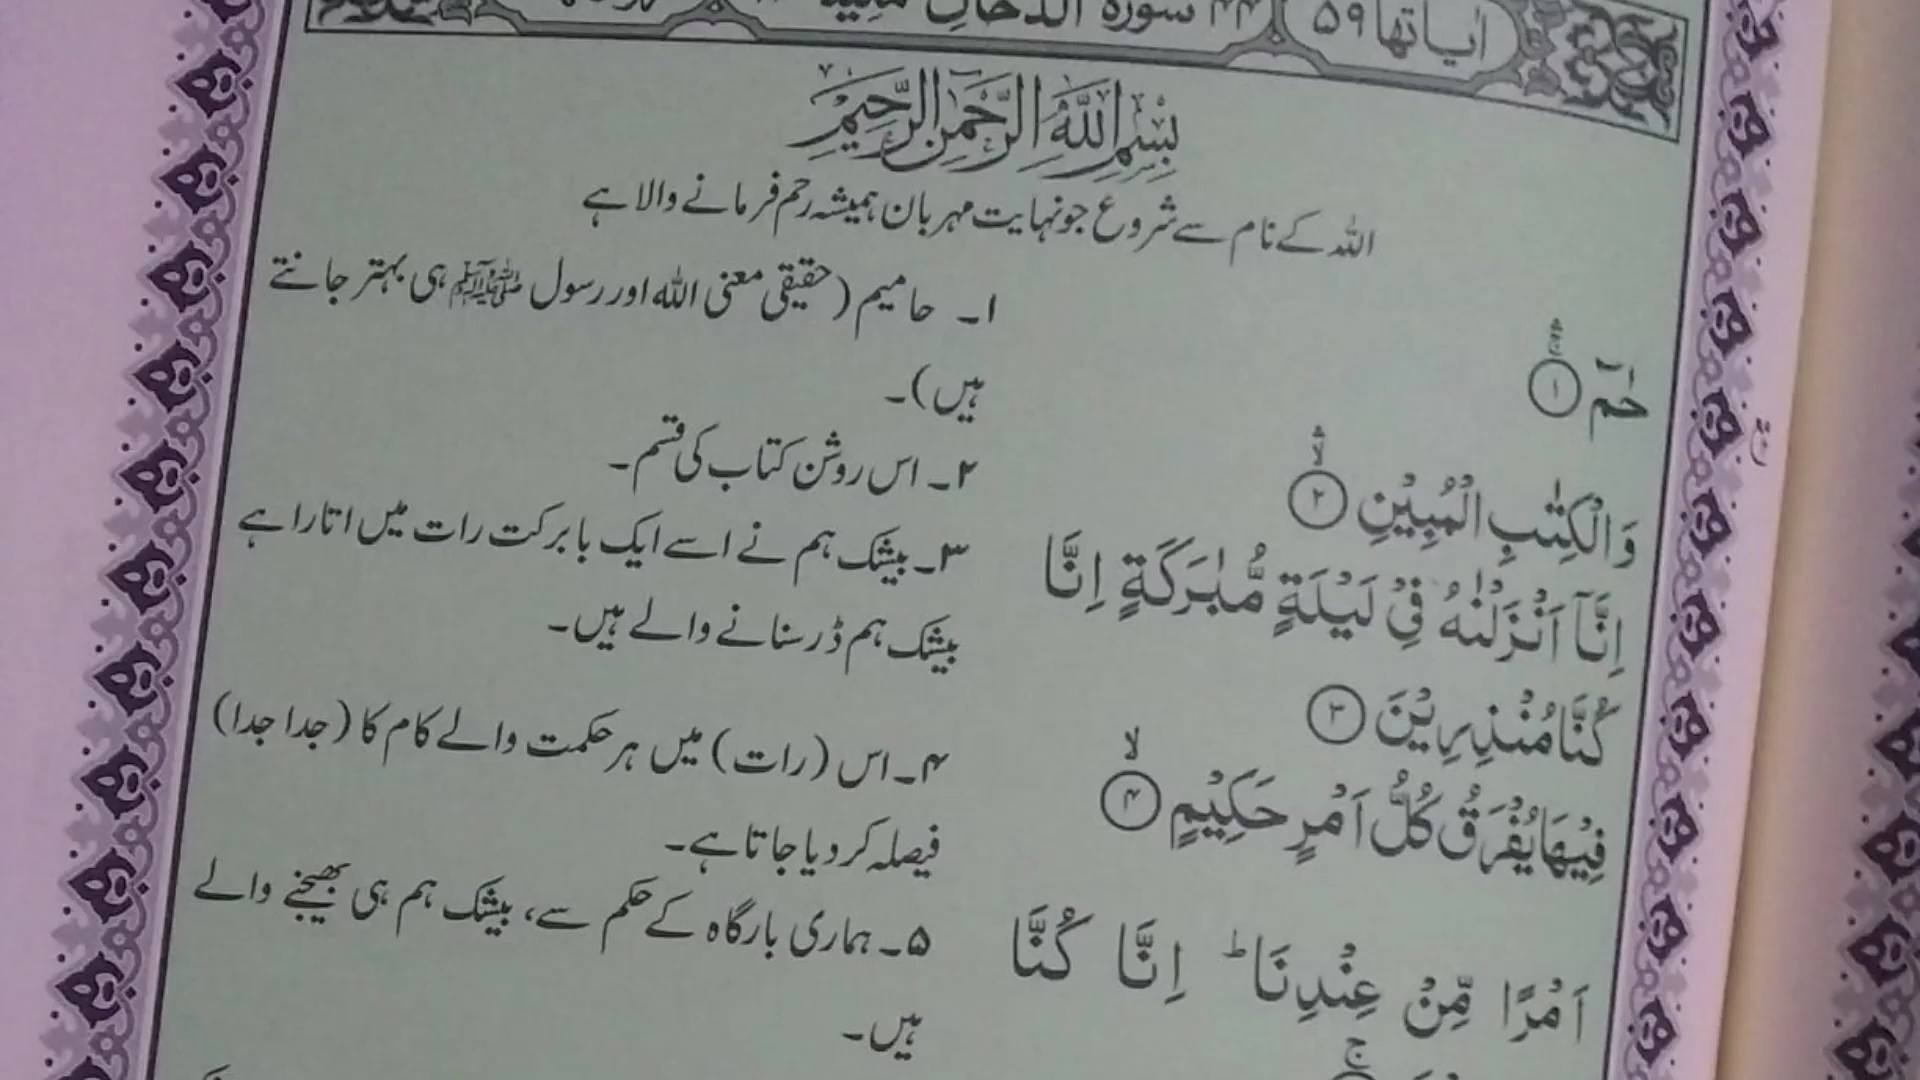 اٰیاتها ۵۹ ۴۴ سورة الدخان
بِسْمِ اللّٰهِ الرَّحْمٰنِ الرَّحِیْمِ
اللہ کے نام سے شروع جو نہایت مہربان ہمیشہ رحم فرمانے والا ہے
حٰمٓ ۱
۱۔ حامیم (حقیقی معنی اللہ اور رسول ﷺ ہی بہتر جانتے
ہیں)۔
وَالْكِتٰبِ الْمُبِیْنِ ۲
۲۔ اس روشن کتاب کی قسم۔
اِنَّاۤ اَنْزَلْنٰهُ فِیْ لَیْلَةٍ مُّبٰرَكَةٍ اِنَّا
كُنَّا مُنْذِرِیْنَ ۳
۳۔ بیشک ہم نے اسے ایک بابرکت رات میں اتارا ہے
بیشک ہم ڈر سنانے والے ہیں۔
فِیْهَا یُفْرَقُ كُلُّ اَمْرٍ حَكِیْمٍ ۴
۴۔ اس (رات) میں ہر حکمت والے کام کا (جدا جدا)
فیصلہ کر دیا جاتا ہے۔
اَمْرًا مِّنْ عِنْدِنَا ؕ اِنَّا كُنَّا
۵۔ ہماری بارگاہ کے حکم سے، بیشک ہم ہی بھیجنے والے
ہیں۔